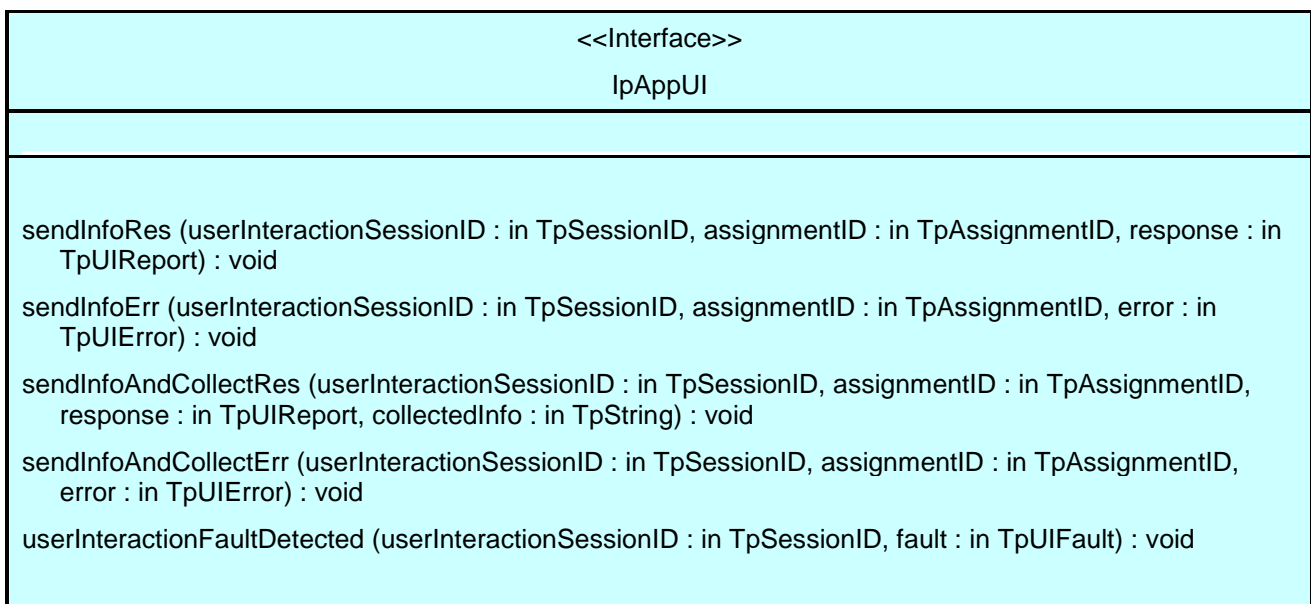 <<Interface>>
IpAppUI
sendInfoRes (userInteractionSessionID : in TpSessionID, assignmentID : in TpAssignmentID, response : in
TpUIReport) : void
sendInfoErr (userInteractionSessionID : in TpSessionID, assignmentID : in TpAssignmentID, error : in
TpUIError) : void
sendInfoAndCollectRes (userInteractionSessionID : in TpSessionID, assignmentID : in TpAssignmentID,
response : in TpUIReport, collectedInfo : in TpString) : void
sendInfoAndCollectErr (userInteractionSessionID : in TpSessionID, assignmentID : in TpAssignmentID,
error : in TpUIError) : void
userInteractionFaultDetected (userInteractionSessionID : in TpSessionID, fault : in TpUIFault) : void